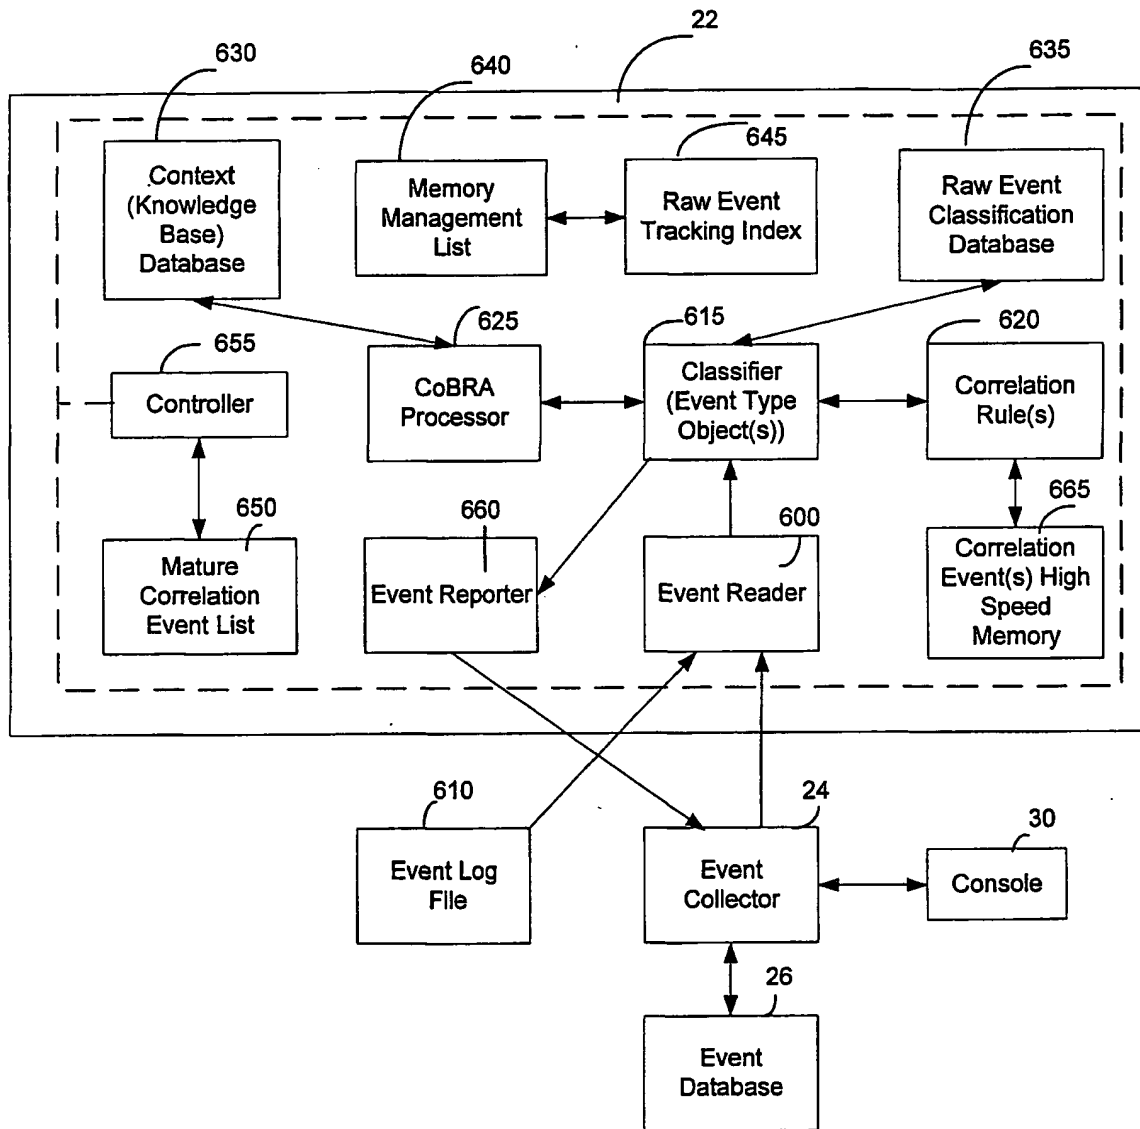 22
630
640
635
645
Context
(Knowledge
Base)
Database
Memory
Management
List
Raw Event
Tracking Index
Raw Event
Classification
Database
655
625
615
620
Controller
CoBRA
Processor
Classifier
(Event Type
Object(s))
Correlation
Rule(s)
650
660
600
665
Mature
Correlation
Event List
Event Reporter
Event Reader
Correlation
Event(s) High
Speed
Memory
610
24
30
Event Log
File
Event
Collector
Console
26
Event
Database